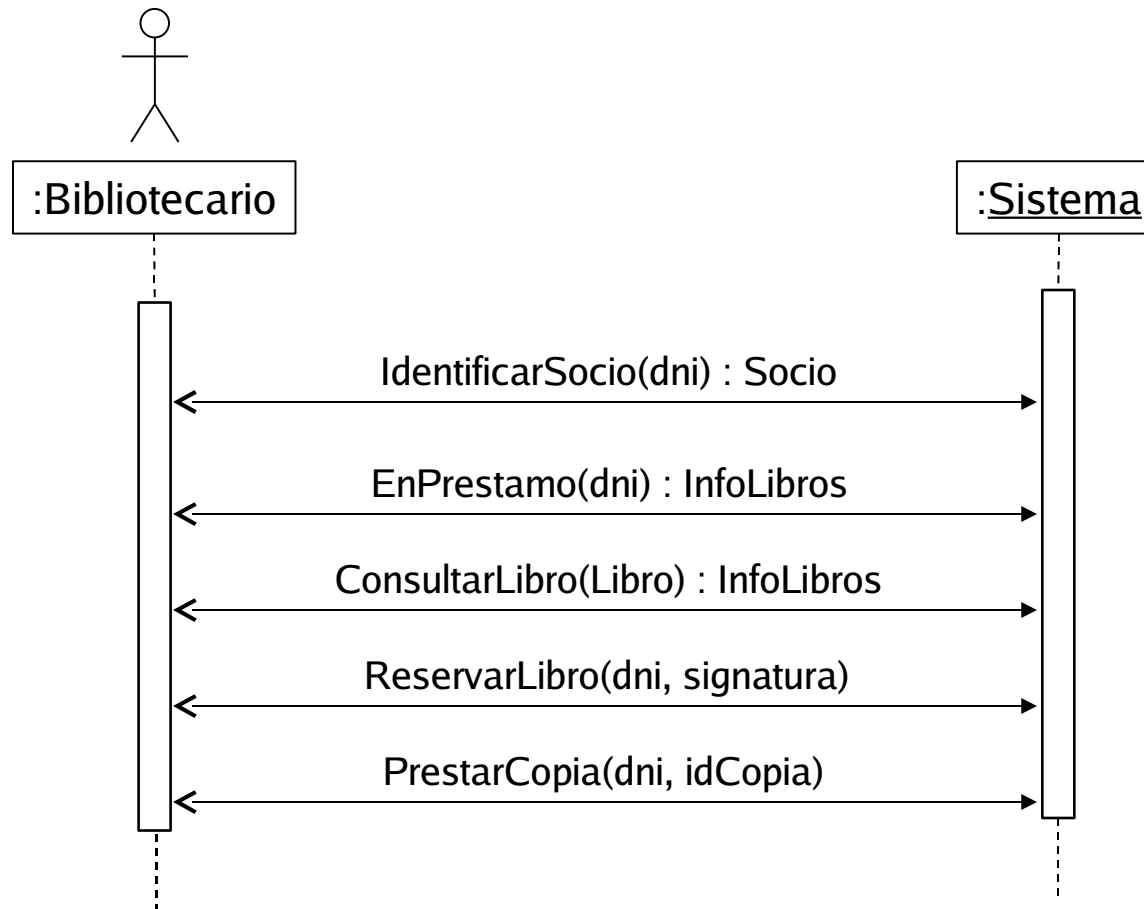 :Bibliotecario
:Sistema
IdentificarSocio(dni) : Socio
EnPrestamo(dni) : InfoLibros
ConsultarLibro(Libro) : InfoLibros
ReservarLibro(dni, signatura)
PrestarCopia(dni, idCopia)